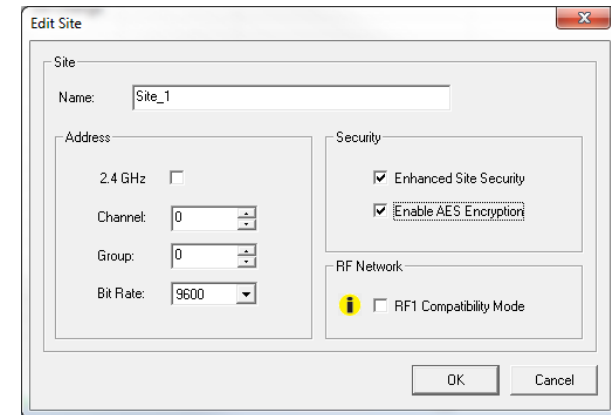 Edit Site
Site
Name: Site_1
Address
2.4 GHz
Channel: 0
Group: 0
Bit Rate: 9600
Security
Enhanced Site Security
Enable AES Encryption
RF Network
RF1 Compatibility Mode
OK Cancel